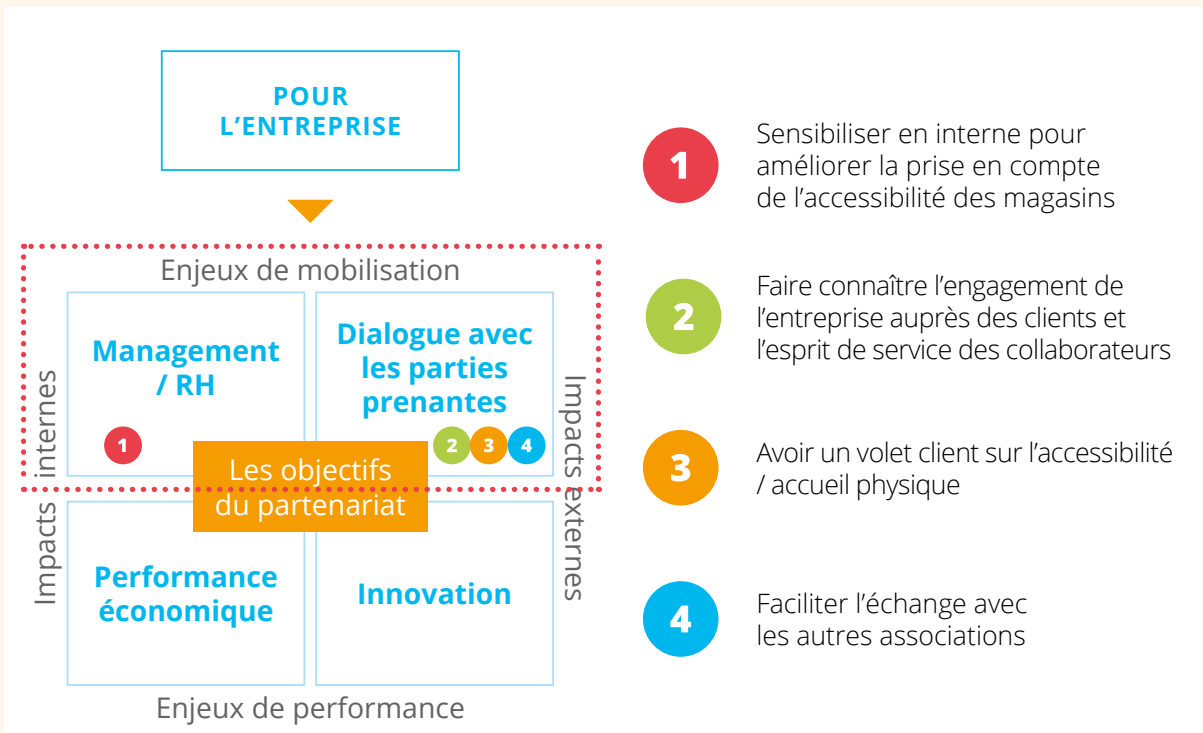 POUR
L'ENTREPRISE
Enjeux de mobilisation
Management
/ RH
1
Dialogue avec
les parties
prenantes
2 3 4
Impacts internes
Impacts externes
Les objectifs
du partenariat
Performance
économique
Innovation
Enjeux de performance
1
Sensibiliser en interne pour
améliorer la prise en compte
de l’accessibilité des magasins
2
Faire connaître l’engagement de
l’entreprise auprès des clients et
l’esprit de service des collaborateurs
3
Avoir un volet client sur l’accessibilité
/ accueil physique
4
Faciliter l’échange avec
les autres associations